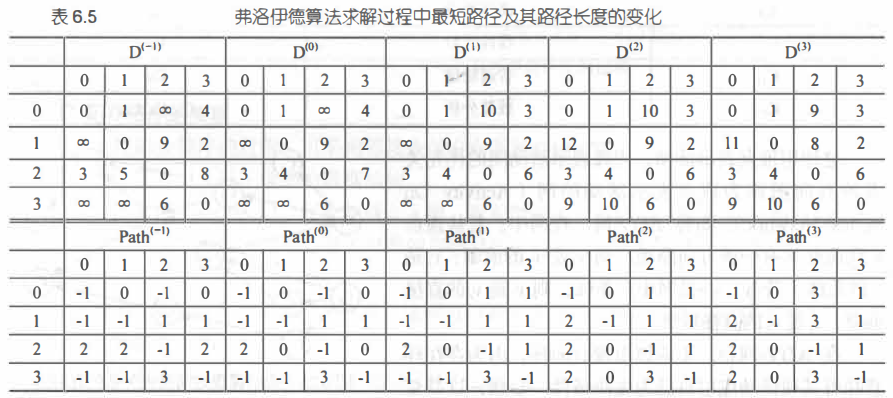 表 6.5 弗洛伊德算法求解过程中最短路径及其路径长度的变化
D(-1) D(0) D(1) D(2) D(3)
0 1 2 3 0 1 2 3 0 1 2 3 0 1 2 3 0 1 2 3
0 0 1 ∞ 4 0 1 ∞ 4 0 1 10 3 0 1 10 3 0 1 9 3
1 ∞ 0 9 2 ∞ 0 9 2 ∞ 0 9 2 12 0 9 2 11 0 8 2
2 3 5 0 8 3 4 0 7 3 4 0 6 3 4 0 6 3 4 0 6
3 ∞ ∞ 6 0 ∞ ∞ 6 0 ∞ ∞ 6 0 9 10 6 0 9 10 6 0
Path(-1) Path(0) Path(1) Path(2) Path(3)
0 1 2 3 0 1 2 3 0 1 2 3 0 1 2 3 0 1 2 3
0 -1 0 -1 0 -1 0 -1 0 -1 0 1 1 -1 0 1 1 -1 0 3 1
1 -1 -1 1 1 -1 -1 1 1 -1 -1 1 1 2 -1 1 1 2 -1 3 1
2 2 2 -1 2 2 0 -1 0 2 0 -1 1 2 0 -1 1 2 0 -1 1
3 -1 -1 3 -1 -1 -1 3 -1 -1 -1 3 -1 2 0 3 -1 2 0 3 -1